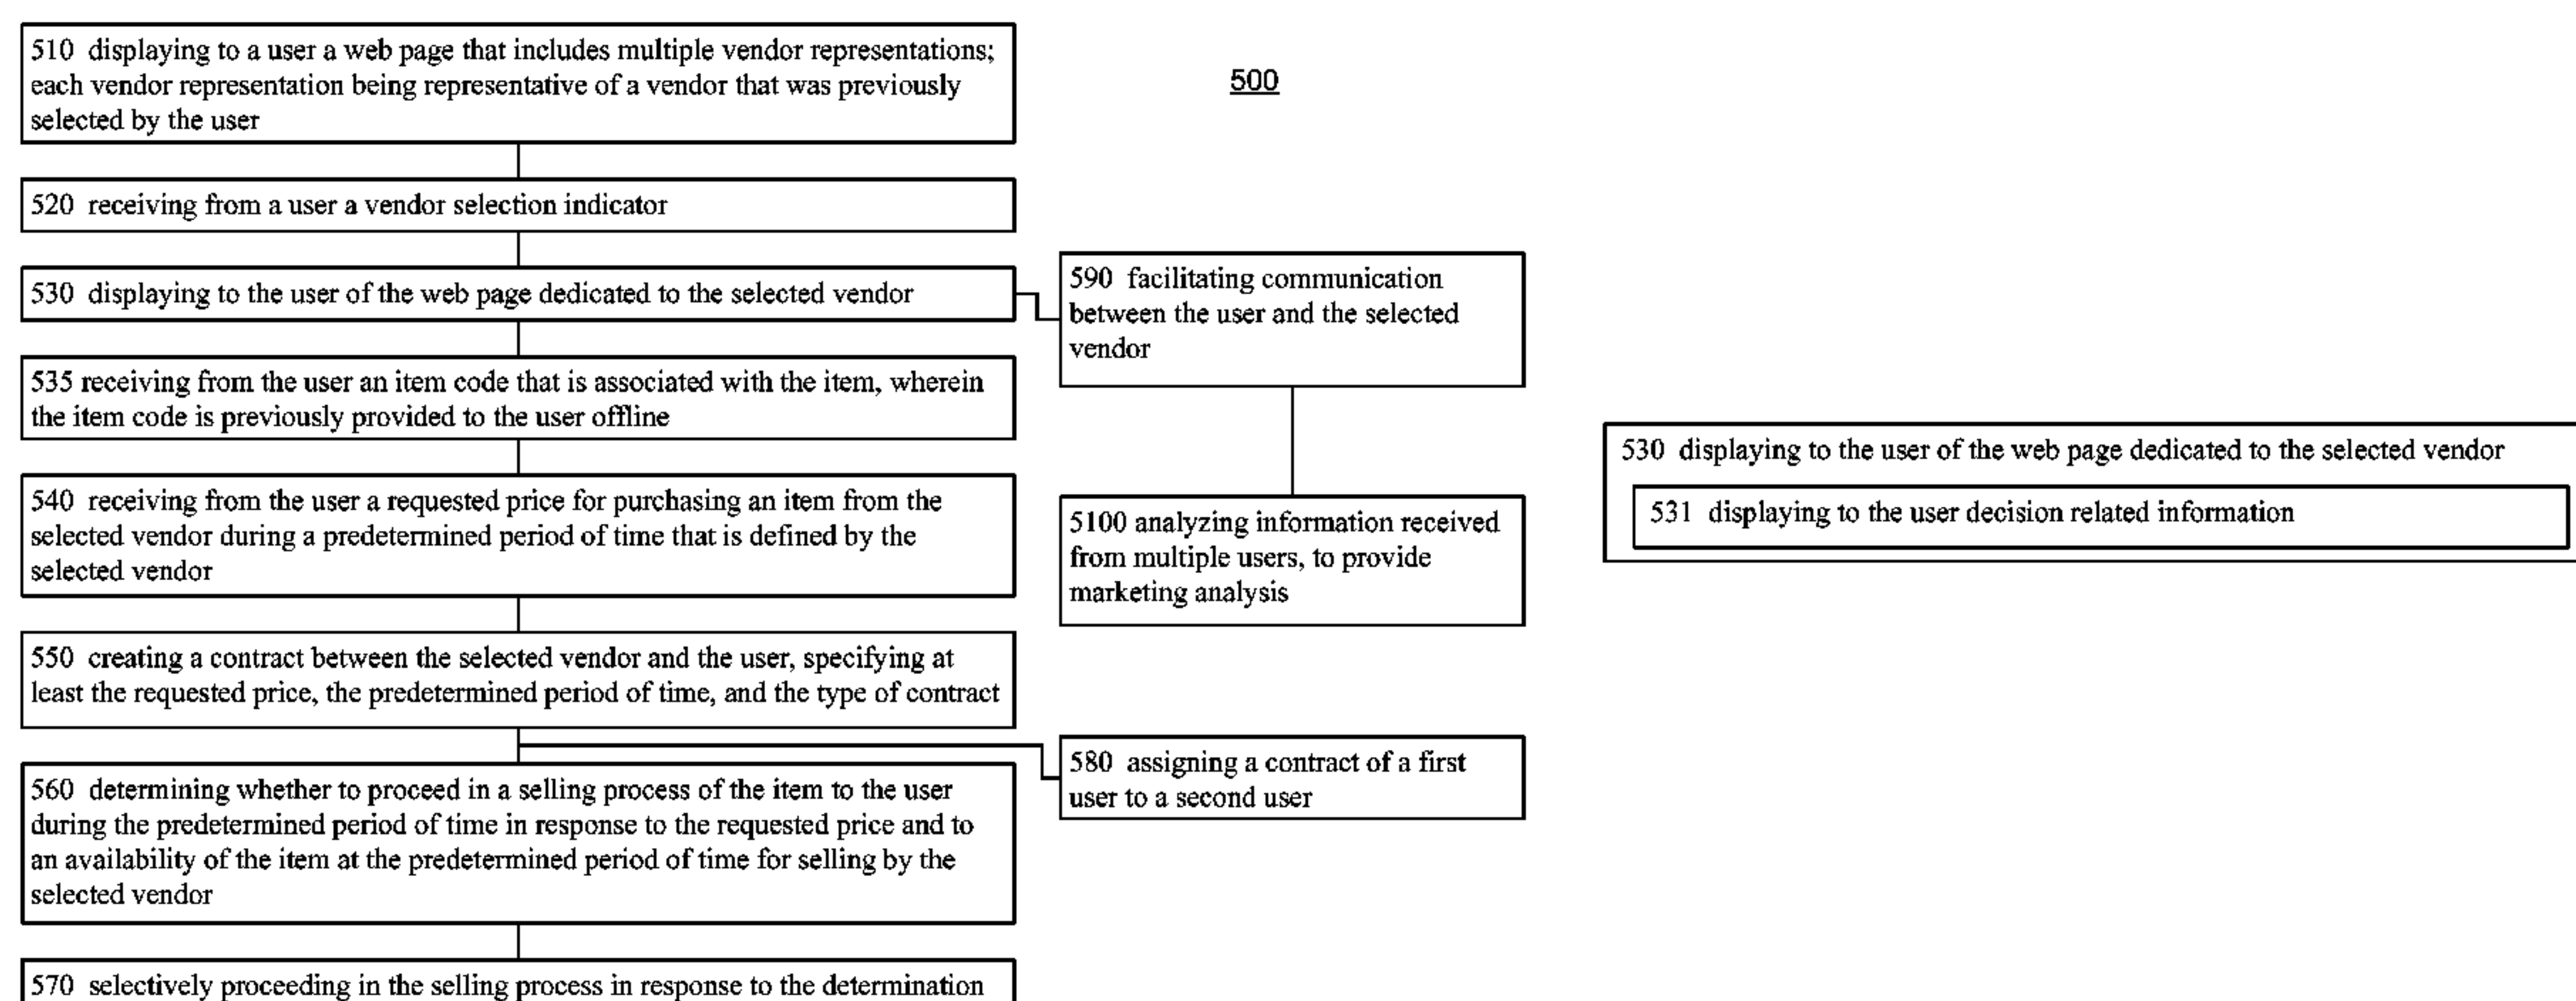 510 displaying to a user a web page that includes multiple vendor representations;
each vendor representation being representative of a vendor that was previously
selected by the user
500
520 receiving from a user a vendor selection indicator
530 displaying to the user of the web page dedicated to the selected vendor
590 facilitating communication
between the user and the selected
vendor
535 receiving from the user an item code that is associated with the item, wherein
the item code is previously provided to the user offline
530 displaying to the user of the web page dedicated to the selected vendor
531 displaying to the user decision related information
540 receiving from the user a requested price for purchasing an item from the
selected vendor during a predetermined period of time that is defined by the
selected vendor
5100 analyzing information received
from multiple users, to provide
marketing analysis
550 creating a contract between the selected vendor and the user, specifying at
least the requested price, the predetermined period of time, and the type of contract
580 assigning a contract of a first
user to a second user
560 determining whether to proceed in a selling process of the item to the user
during the predetermined period of time in response to the requested price and to
an availability of the item at the predetermined period of time for selling by the
selected vendor
570 selectively proceeding in the selling process in response to the determination